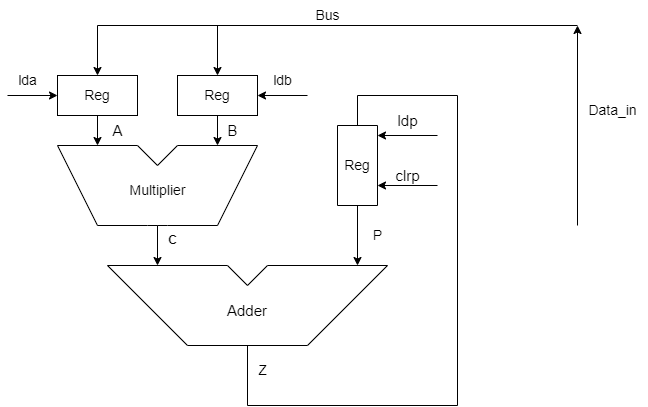 Bus
lda
Reg
Reg
ldb
ldp
Data_in
A
B
Reg
clrp
Multiplier
C
P
Adder
Z